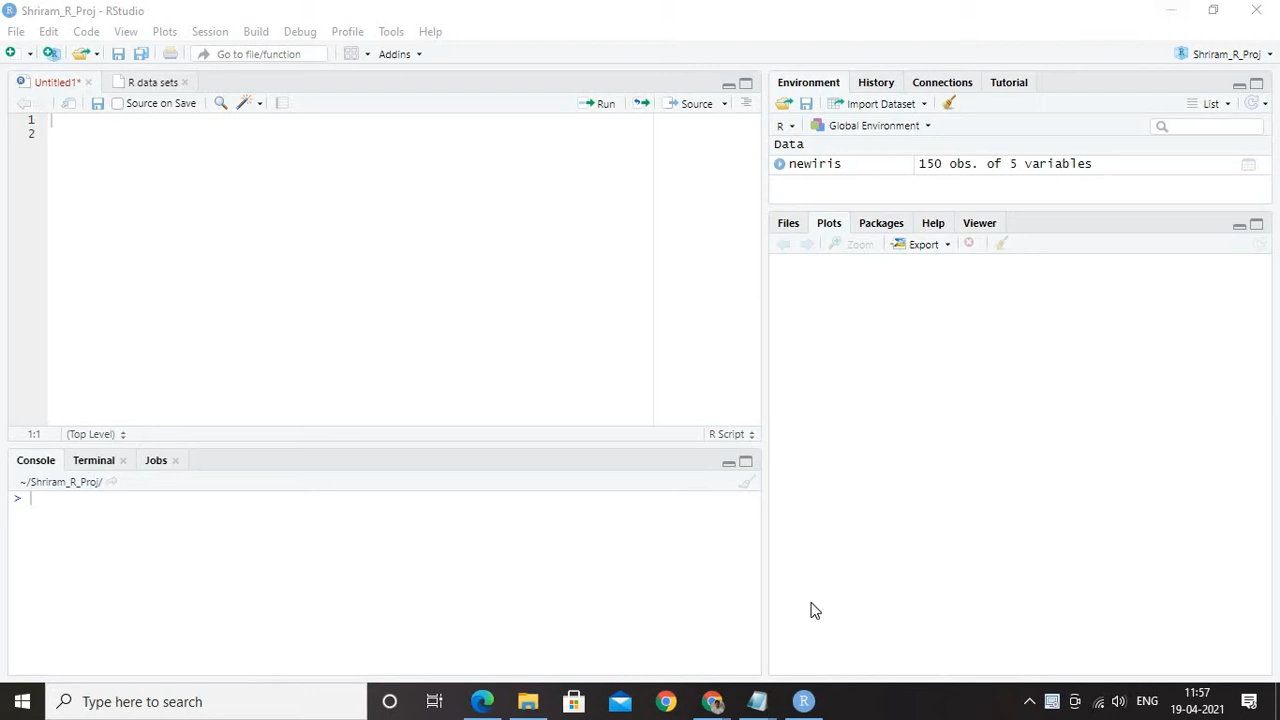 Shriram_R_Proj - RStudio
File Edit Code View Plots Session Build Debug Profile Tools Help
Go to file/function Addins Shriram_R_Proj
Untitled1* R data sets
Source on Save Run Source
1
2
1:1 (Top Level) R Script
Console Terminal Jobs
~/Shriram_R_Proj/
>
Environment History Connections Tutorial
Import Dataset List
R Global Environment
Data
newiris 150 obs. of 5 variables
Files Plots Packages Help Viewer
Zoom Export
Type here to search
ENG
11:57
19-04-2021